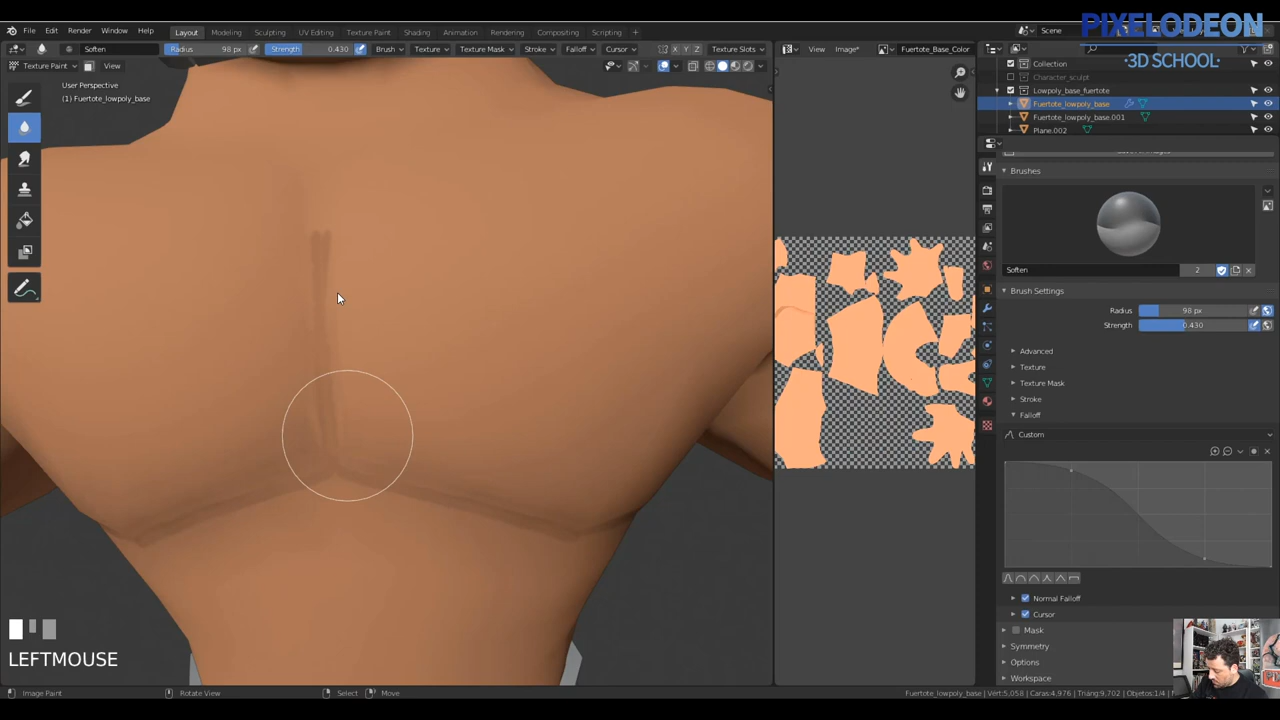 File Edit Render Window Help Layout Modeling Sculpting UV Editing Texture Paint Shading Animation Rendering Compositing Scripting Scene
PIXELODEON
·3D SCHOOL·
Soften Radius 98 px Strength 0.430 Brush Texture Texture Mask Stroke Falloff Cursor X Y Z Texture Slots View Image* Fuertote_Base_Color
Texture Paint View
Collection
Character_sculpt
Lowpoly_base_fuertote
Fuertote_lowpoly_base
Fuertote_lowpoly_base.001
Plane.002
User Perspective
(1) Fuertote_lowpoly_base
Brushes
Soften 2
Brush Settings
Radius 98 px
Strength 0.430
Advanced
Texture
Texture Mask
Stroke
Falloff
Custom
Normal Falloff
Cursor
Mask
Symmetry
Options
Workspace
LEFTMOUSE
Image Paint Rotate View Select Move Fuertote_lowpoly_base | Vert:5,058 | Caras:4,976 | Triáng:9,702 | Objetos:1/4 |